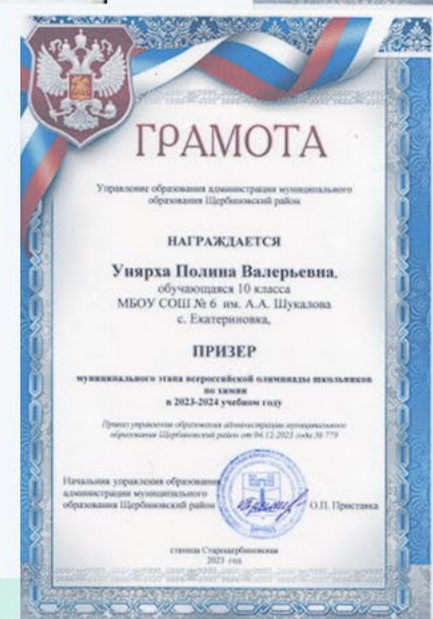 ГРАМОТА
Управление образования администрации муниципального
образования Щербиновский район
НАГРАЖДАЕТСЯ
Унярха Полина Валерьевна,
обучающаяся 10 класса
МБОУ СОШ № 6 им. А.А. Шукалова
с. Екатериновка,
ПРИЗЕР
муниципального этапа всероссийской олимпиады школьников
по химии
в 2023-2024 учебном году
Приказ управления образования администрации муниципального
образования Щербиновский район от 04.12.2023 года № 779
Начальник управления образования
администрации муниципального
образования Щербиновский район О.П. Приставка
станица Старощербиновская
2023 год